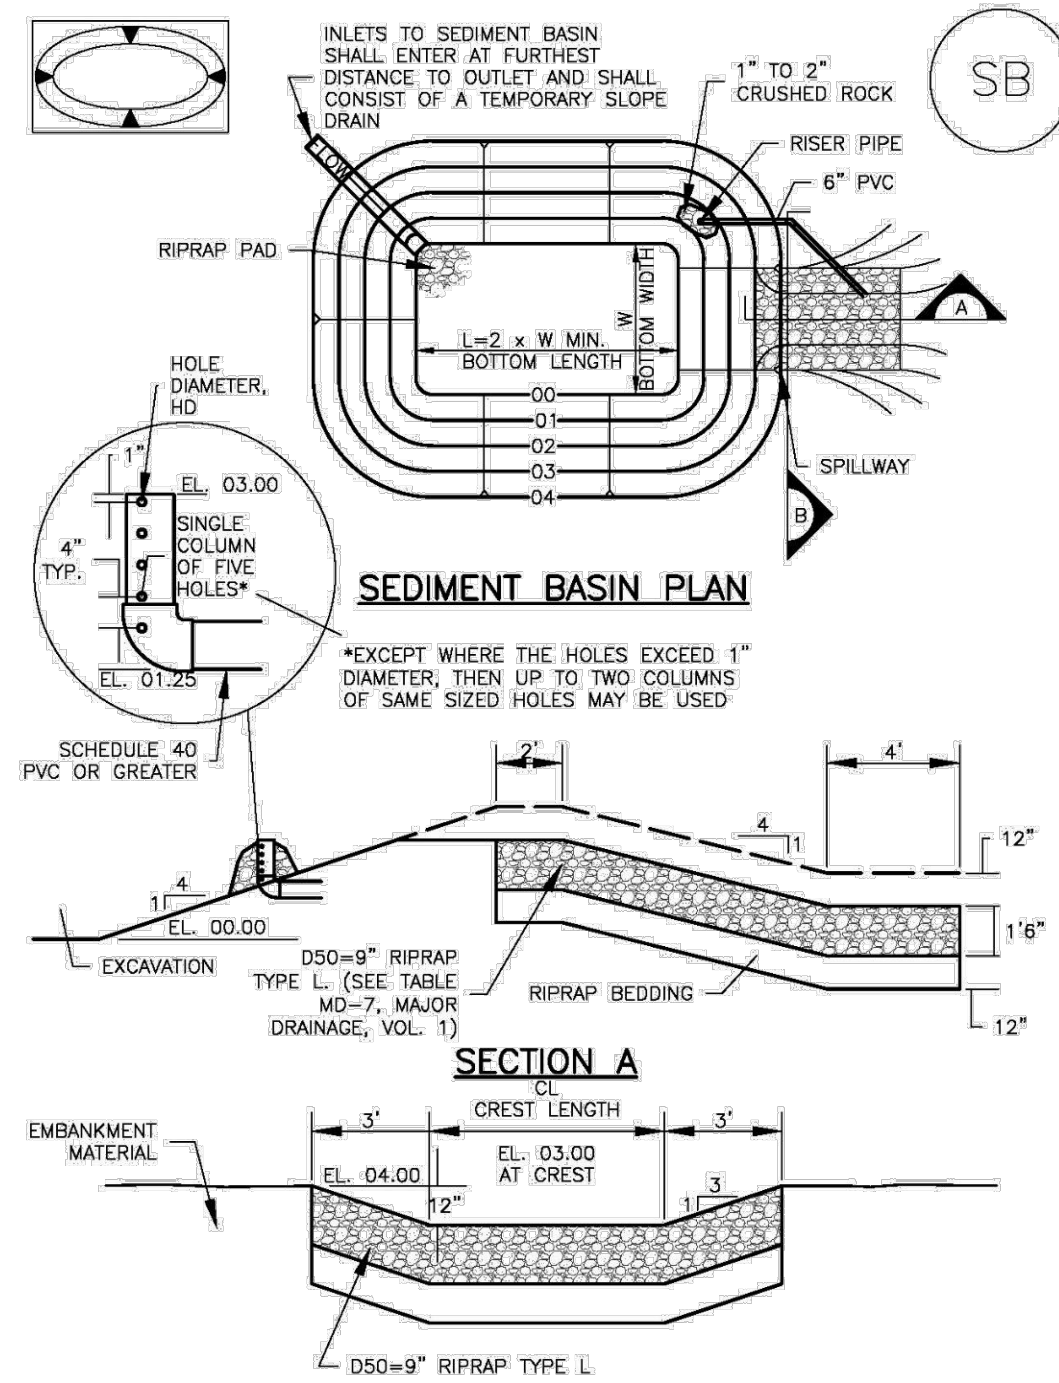 INLETS TO SEDIMENT BASIN
SHALL ENTER AT FURTHEST
DISTANCE TO OUTLET AND SHALL
CONSIST OF A TEMPORARY SLOPE
DRAIN
1" TO 2"
CRUSHED ROCK
SB
RISER PIPE
6" PVC
FLOW
RIPRAP PAD
BOTTOM WIDTH
W
A
L=2 x W MIN.
BOTTOM LENGTH
HOLE
DIAMETER,
HD
00
01
02
03
04
SPILLWAY
B
1"
EL. 03.00
SINGLE
COLUMN
OF FIVE
HOLES*
4"
TYP.
EL. 01.25
SEDIMENT BASIN PLAN
*EXCEPT WHERE THE HOLES EXCEED 1"
DIAMETER, THEN UP TO TWO COLUMNS
OF SAME SIZED HOLES MAY BE USED
SCHEDULE 40
PVC OR GREATER
2'
4'
4
1
12"
4
1
EL. 00.00
EXCAVATION
1'6"
D50=9" RIPRAP
TYPE L. (SEE TABLE
MD-7, MAJOR
DRAINAGE, VOL. 1)
RIPRAP BEDDING
12"
SECTION A
CL
CREST LENGTH
3'
3'
EMBANKMENT
MATERIAL
EL. 04.00
12"
EL. 03.00
AT CREST
3
1
D50=9" RIPRAP TYPE L